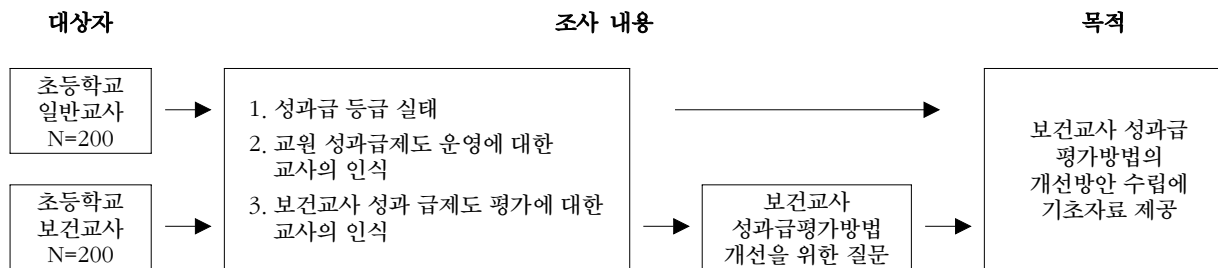 대상자
조사 내용
목적
초등학교
일반교사
N=200
초등학교
보건교사
N=200
1. 성과급 등급 실태
2. 교원 성과급제도 운영에 대한
교사의 인식
3. 보건교사 성과 급제도 평가에 대한
교사의 인식
보건교사
성과급평가방법
개선을 위한 질문
보건교사 성과급
평가방법의
개선방안 수립에
기초자료 제공